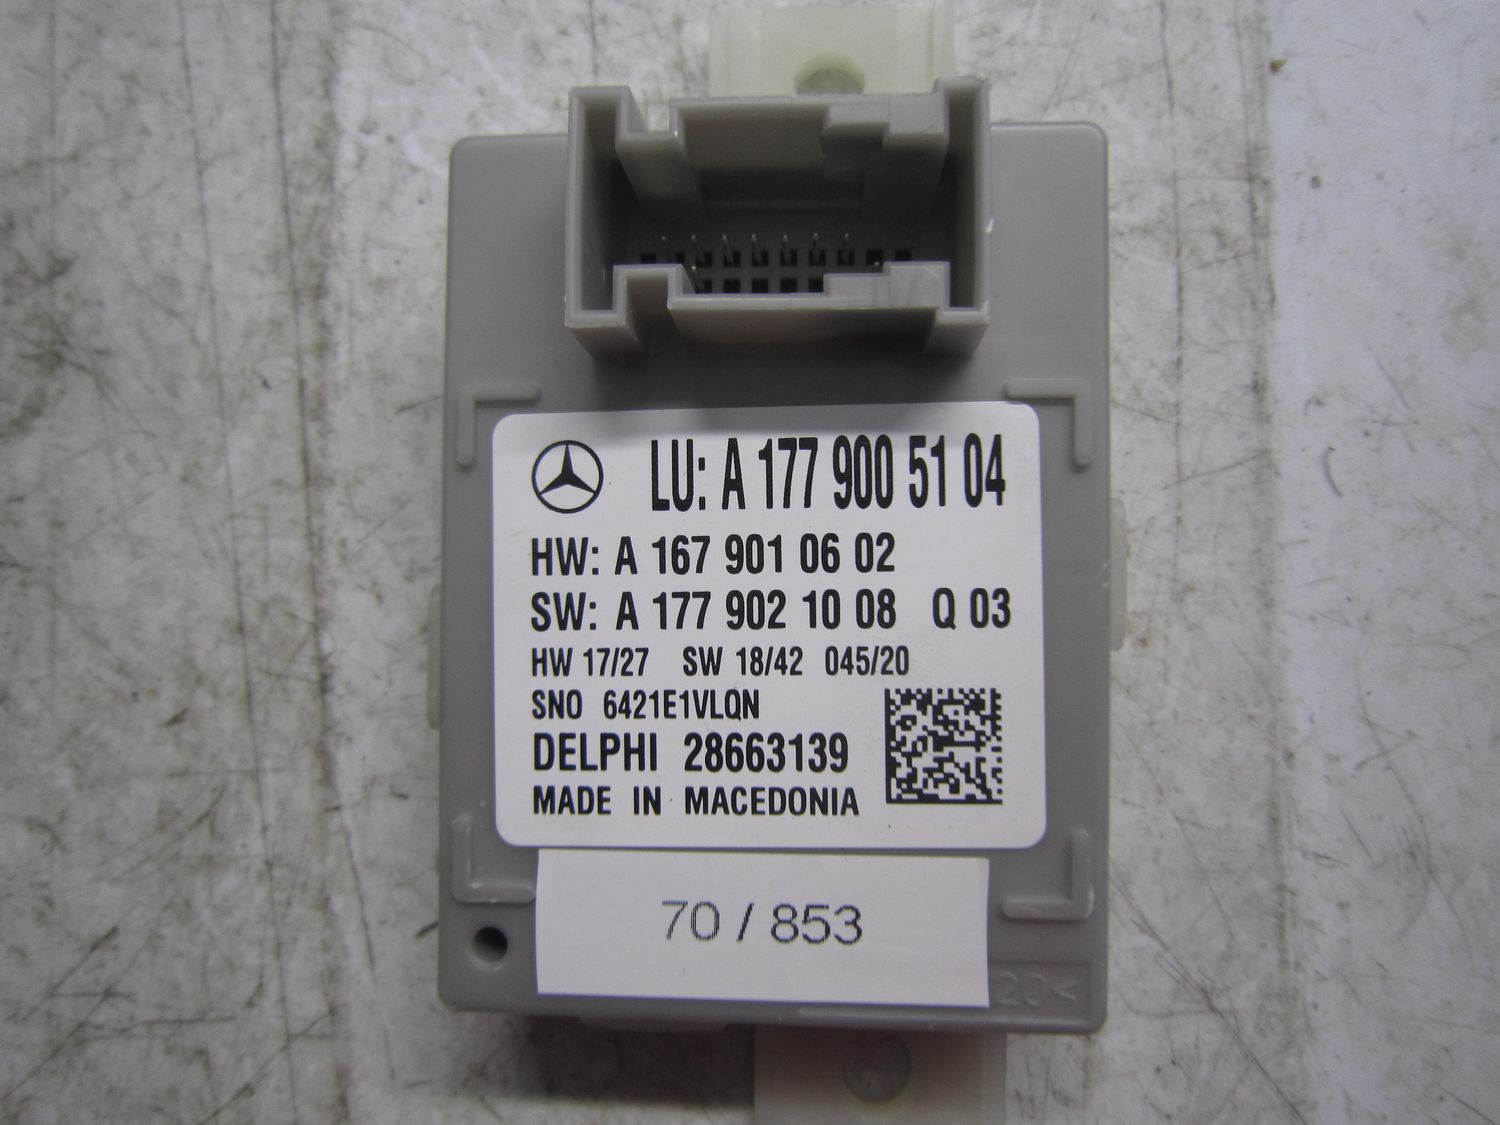 LU: A 177 900 51 04
HW: A 167 901 06 02
SW: A 177 902 10 08 Q 03
HW 17/27 SW 18/42 045/20
SNO 6421E1VLQN
DELPHI 28663139
MADE IN MACEDONIA
70 / 853
20<